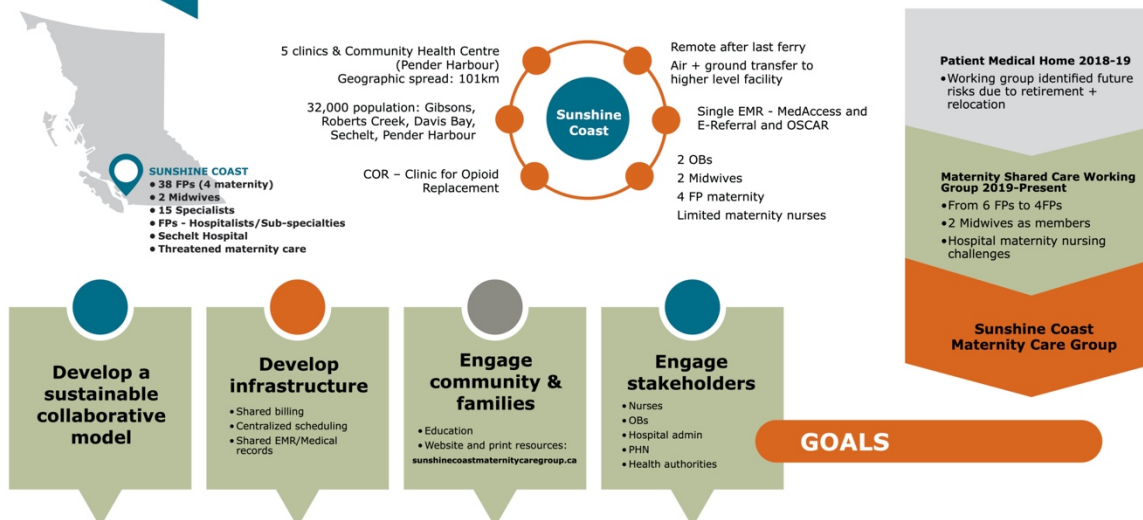 SUNSHINE COAST
• 38 FPs (4 maternity)
• 2 Midwives
• 15 Specialists
• FPs - Hospitalists/Sub-specialties
• Sechelt Hospital
• Threatened maternity care
5 clinics & Community Health Centre
(Pender Harbour)
Geographic spread: 101km
32,000 population: Gibsons,
Roberts Creek, Davis Bay,
Sechelt, Pender Harbour
COR – Clinic for Opioid
Replacement
Sunshine
Coast
Remote after last ferry
Air + ground transfer to
higher level facility
Single EMR - MedAccess and
E-Referral and OSCAR
2 OBs
2 Midwives
4 FP maternity
Limited maternity nurses
Patient Medical Home 2018-19
•Working group identified future
risks due to retirement +
relocation
Maternity Shared Care Working
Group 2019-Present
•From 6 FPs to 4FPs
•2 Midwives as members
•Hospital maternity nursing
challenges
Sunshine Coast
Maternity Care Group
Develop a
sustainable
collaborative
model
Develop
infrastructure
• Shared billing
• Centralized scheduling
• Shared EMR/Medical
records
Engage
community &
families
• Education
• Website and print resources:
sunshinecoastmaternitycaregroup.ca
Engage
stakeholders
• Nurses
• OBs
• Hospital admin
• PHN
• Health authorities
GOALS